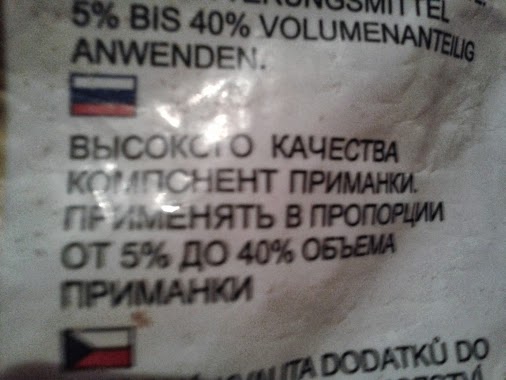 5% BIS 40% VOLUMENANTEILIG
ANWENDEN.
ВЫСОКОГО КАЧЕСТВА
КОМПОНЕНТ ПРИМАНКИ.
ПРИМЕНЯТЬ В ПРОПОРЦИИ
ОТ 5% ДО 40% ОБЪЕМА
ПРИМАНКИ
DODATKŮ DO